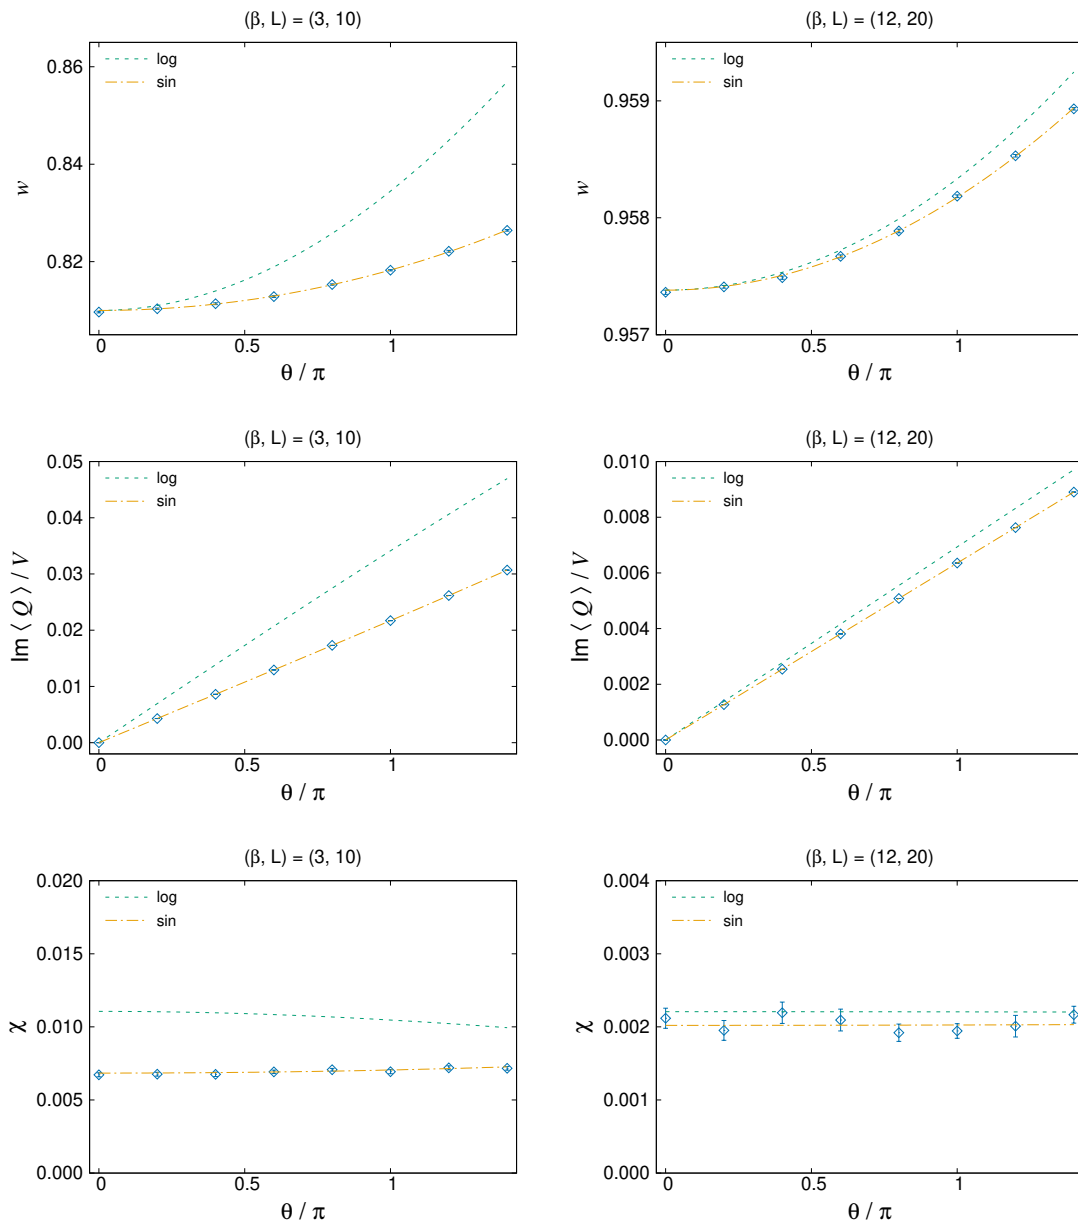 (β, L) = (3, 10)
log
sin
0.86
0.84
0.82
w
0
0.5
1
θ / π
(β, L) = (12, 20)
log
sin
0.959
0.958
0.957
w
0
0.5
1
θ / π
(β, L) = (3, 10)
log
sin
0.05
0.04
0.03
0.02
0.01
0.00
Im ⟨ Q ⟩ / V
0
0.5
1
θ / π
(β, L) = (12, 20)
log
sin
0.010
0.008
0.006
0.004
0.002
0.000
Im ⟨ Q ⟩ / V
0
0.5
1
θ / π
(β, L) = (3, 10)
log
sin
0.020
0.015
0.010
0.005
0.000
χ
0
0.5
1
θ / π
(β, L) = (12, 20)
log
sin
0.004
0.003
0.002
0.001
0.000
χ
0
0.5
1
θ / π